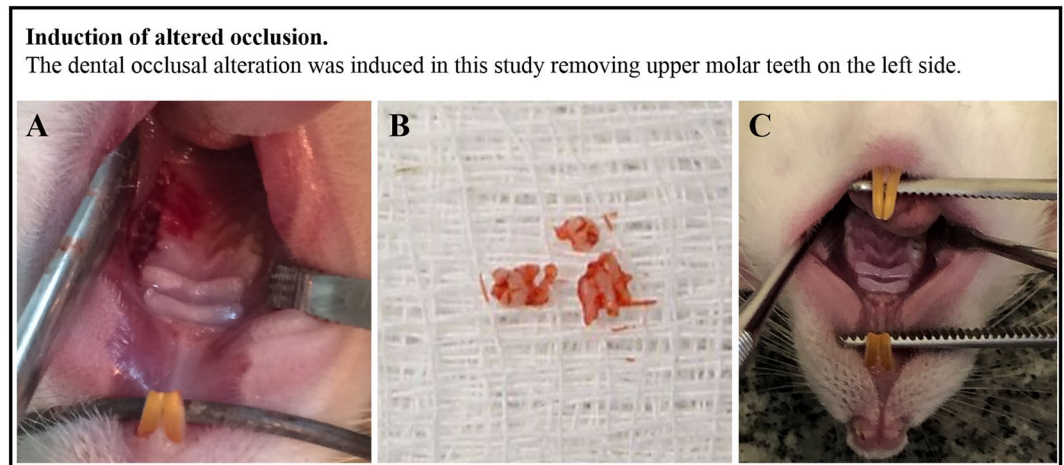 Induction of altered occlusion.
The dental occlusal alteration was induced in this study removing upper molar teeth on the left side.
A
B
C